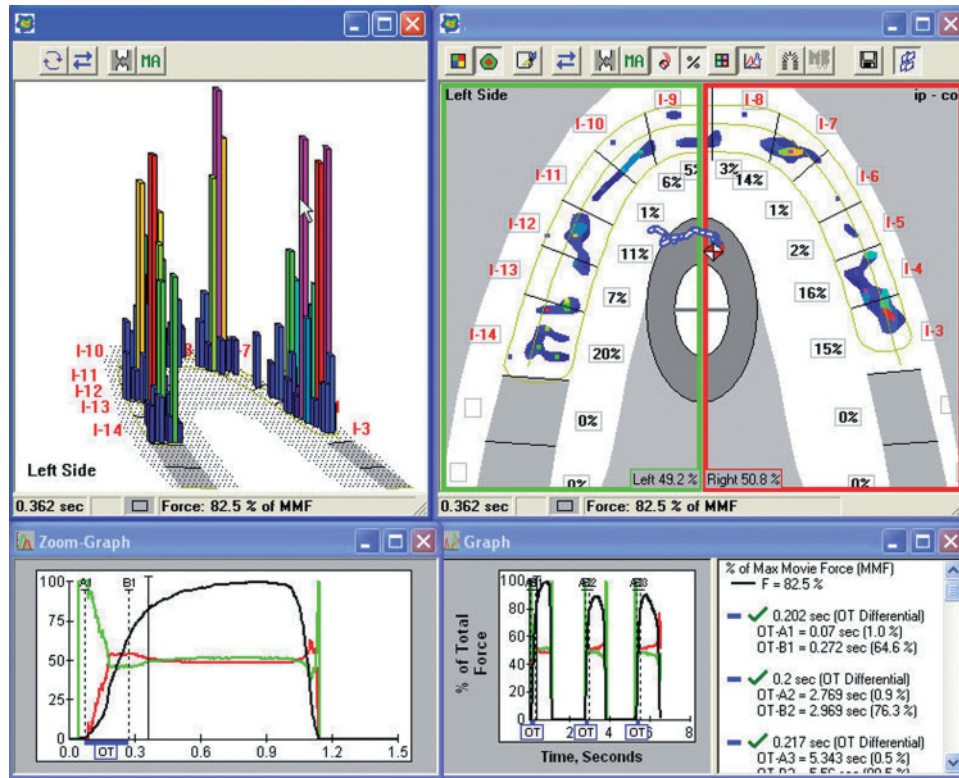 MA
I-10
I-7
I-11
I-12
I-13
I-14
I-3
Left Side
0.362 sec
Force: 82.5 % of MMF
MA
%
Left Side
ip - co
I-9
I-8
I-10
I-7
I-11
I-6
I-12
I-5
I-13
I-4
I-14
I-3
5%
3%
6%
14%
1%
1%
11%
2%
7%
16%
20%
15%
0%
0%
0%
0%
Left 49.2 %
Right 50.8 %
0.362 sec
Force: 82.5 % of MMF
Zoom-Graph
A1
B1
100
75
50
25
0
0.0
0.3
0.6
0.9
1.2
1.5
OT
Graph
% of Total
Force
100
80
60
40
20
0
OT
OT
OT
2
4
6
8
Time, Seconds
% of Max Movie Force (MMF)
F = 82.5 %
0.202 sec (OT Differential)
OT-A1 = 0.07 sec (1.0 %)
OT-B1 = 0.272 sec (64.6 %)
0.2 sec (OT Differential)
OT-A2 = 2.769 sec (0.9 %)
OT-B2 = 2.969 sec (76.3 %)
0.217 sec (OT Differential)
OT-A3 = 5.343 sec (0.5 %)